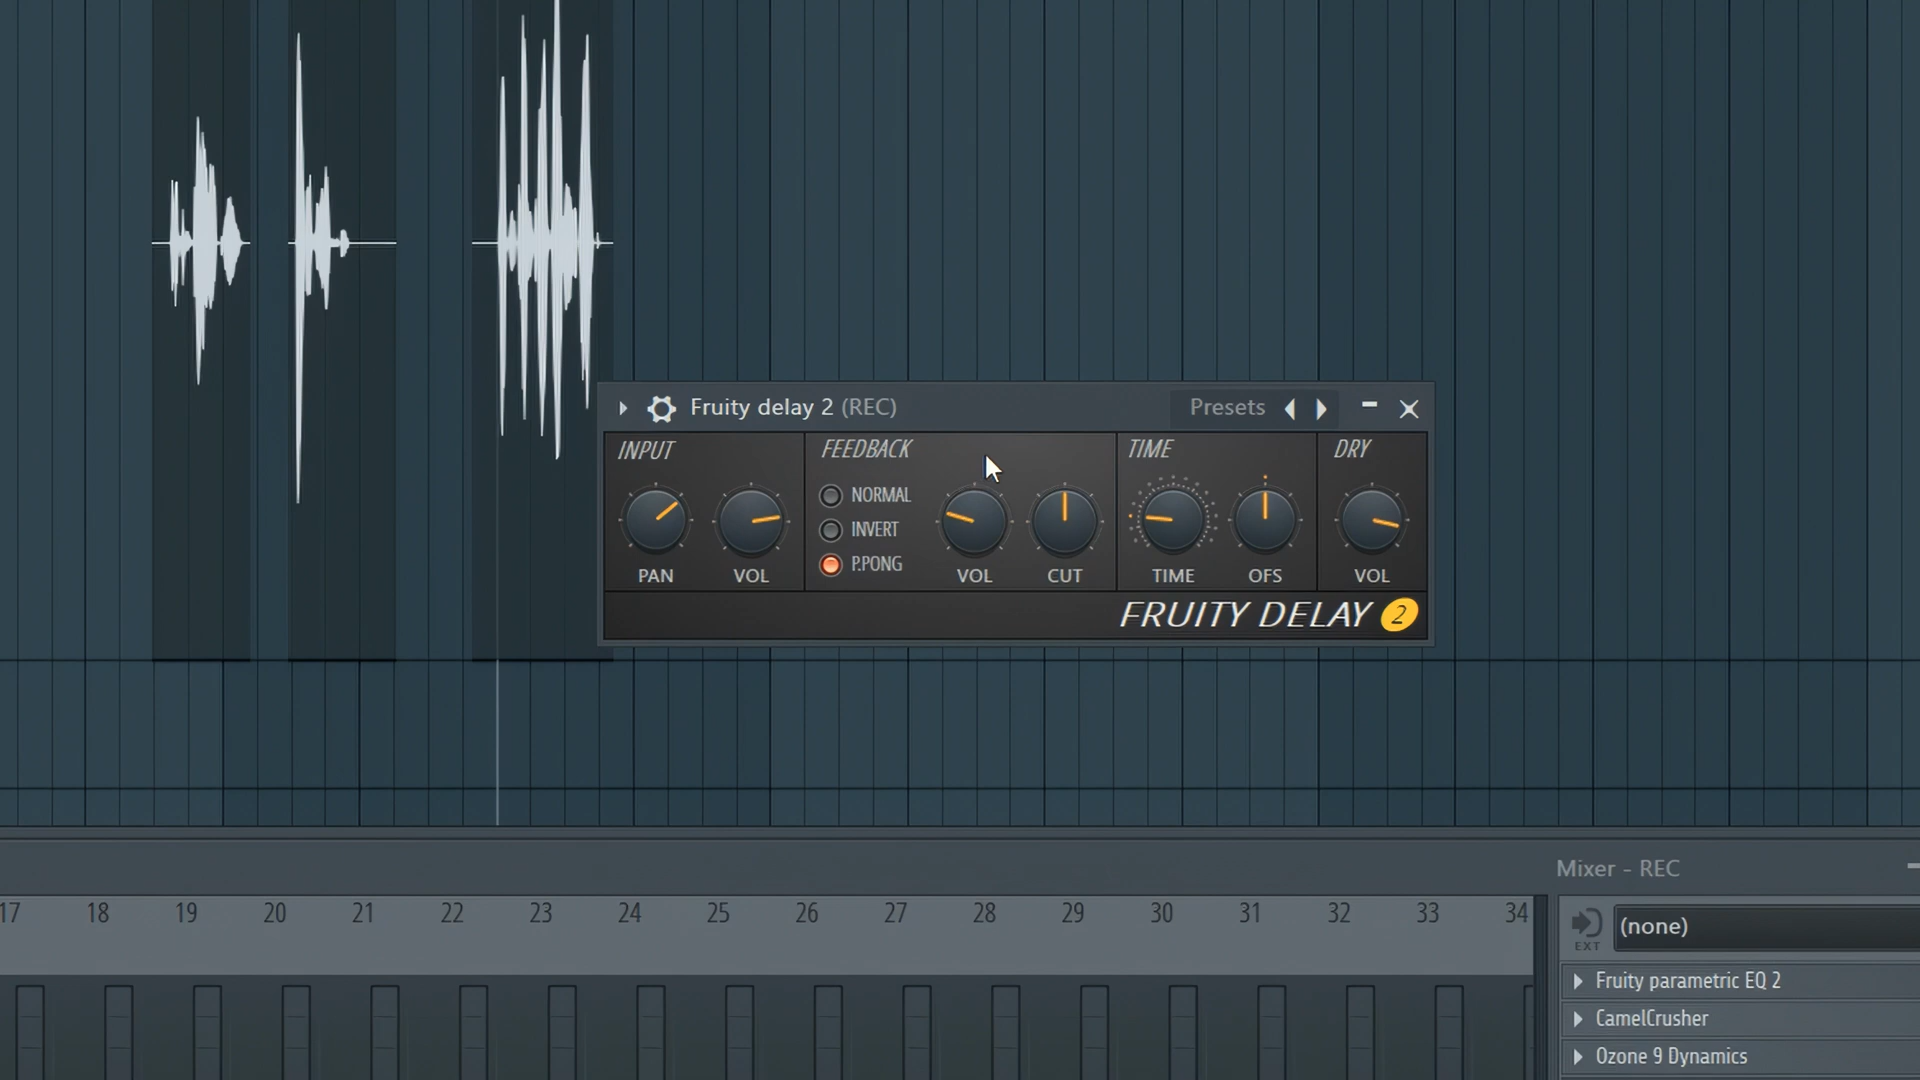 Fruity delay 2 (REC) Presets
INPUT FEEDBACK TIME DRY
NORMAL
INVERT
P.PONG
PAN VOL VOL CUT TIME OFS VOL
FRUITY DELAY 2
Mixer - REC
17 18 19 20 21 22 23 24 25 26 27 28 29 30 31 32 33 34
EXT (none)
Fruity parametric EQ 2
CamelCrusher
Ozone 9 Dynamics